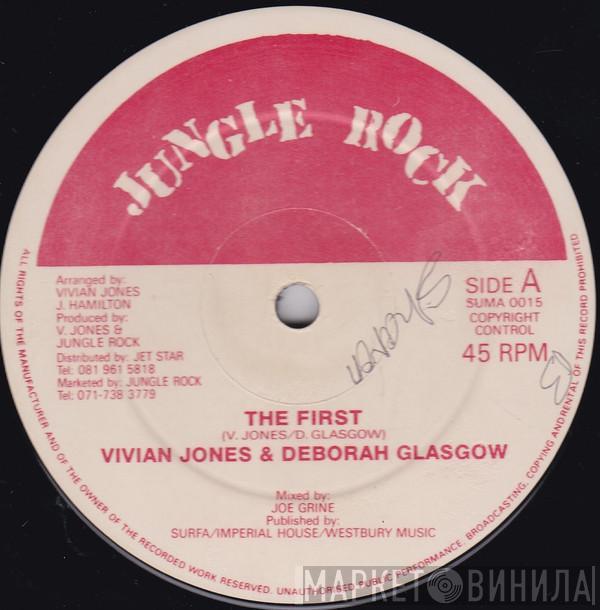 JUNGLE ROCK
Arranged by:
VIVIAN JONES
J. HAMILTON
Produced by:
V. JONES &
JUNGLE ROCK
Distributed by: JET STAR
Tel: 081 961 5818
Marketed by: JUNGLE ROCK
Tel: 071-738 3779
SIDE A
SUMA 0015
COPYRIGHT
CONTROL
45 RPM
THE FIRST
(V. JONES/D. GLASGOW)
VIVIAN JONES & DEBORAH GLASGOW
Mixed by:
JOE GRINE
Published by:
SURFA/IMPERIAL HOUSE/WESTBURY MUSIC
ALL RIGHTS OF THE MANUFACTURER AND OF THE OWNER OF THE RECORDED WORK RESERVED. UNAUTHORISED PUBLIC PERFORMANCE, BROADCASTING, COPYING AND RENTAL OF THIS RECORD PROHIBITED
МАРКЕТ ВИНИЛА